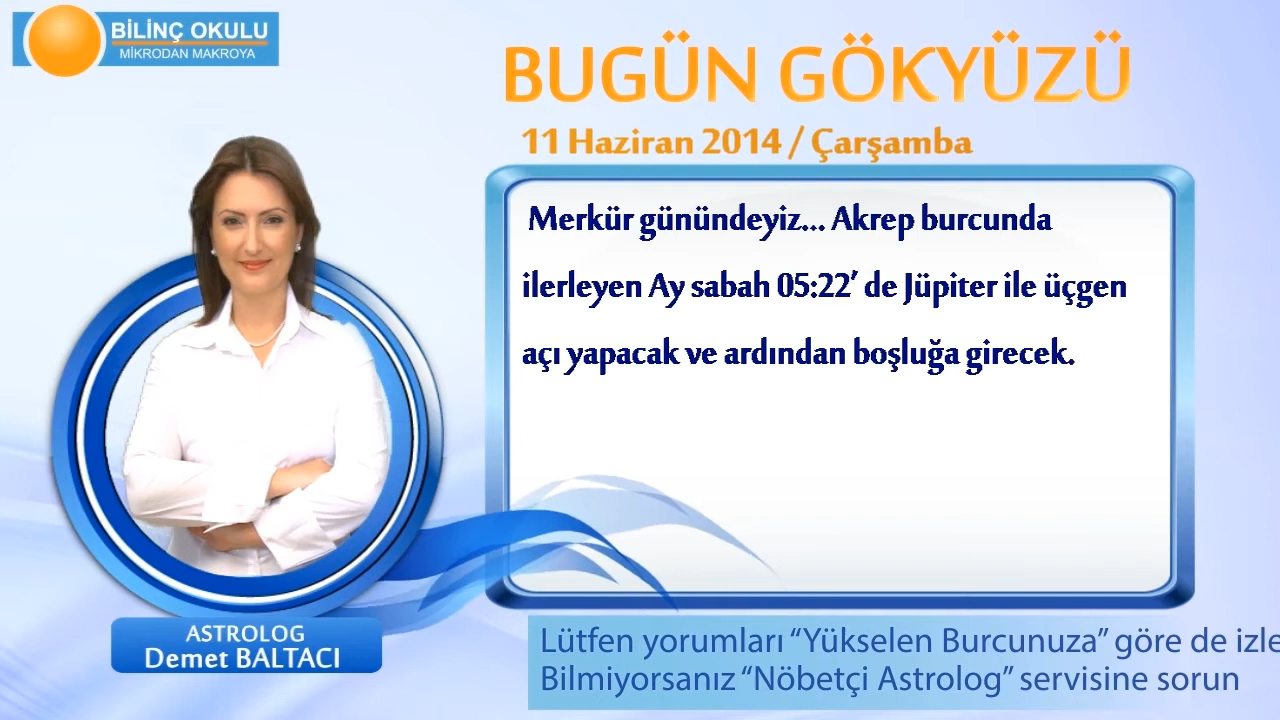 BİLİNÇ OKULU
MİKRODAN MAKROYA
BUGÜN GÖKYÜZÜ
11 Haziran 2014 / Çarşamba
Merkür günündeyiz... Akrep burcunda
ilerleyen Ay sabah 05:22’ de Jüpiter ile üçgen
açı yapacak ve ardından boşluğa girecek.
ASTROLOG
Demet BALTACI
Lütfen yorumları “Yükselen Burcunuza” göre de izle
Bilmiyorsanız “Nöbetçi Astrolog” servisine sorun